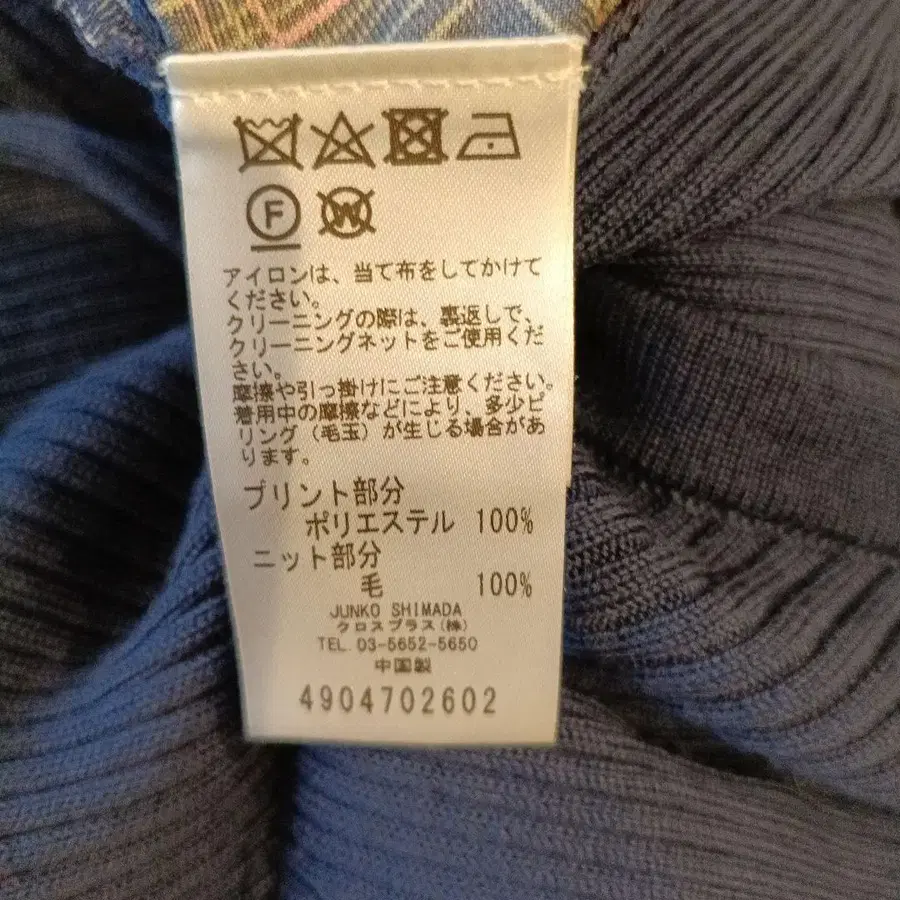 F W
アイロンは、当て布をしてかけて
ください。
クリーニングの際は、裏返しで、
クリーニングネットをご使用くだ
さい。
摩擦や引っ掛けにご注意ください。
着用中の摩擦などにより、多少ピ
リング（毛玉）が生じる場合があ
ります。
プリント部分
ポリエステル 100%
ニット部分
毛 100%
JUNKO SHIMADA
クロスプラス(株)
TEL.03-5652-5650
中国製
4904702602